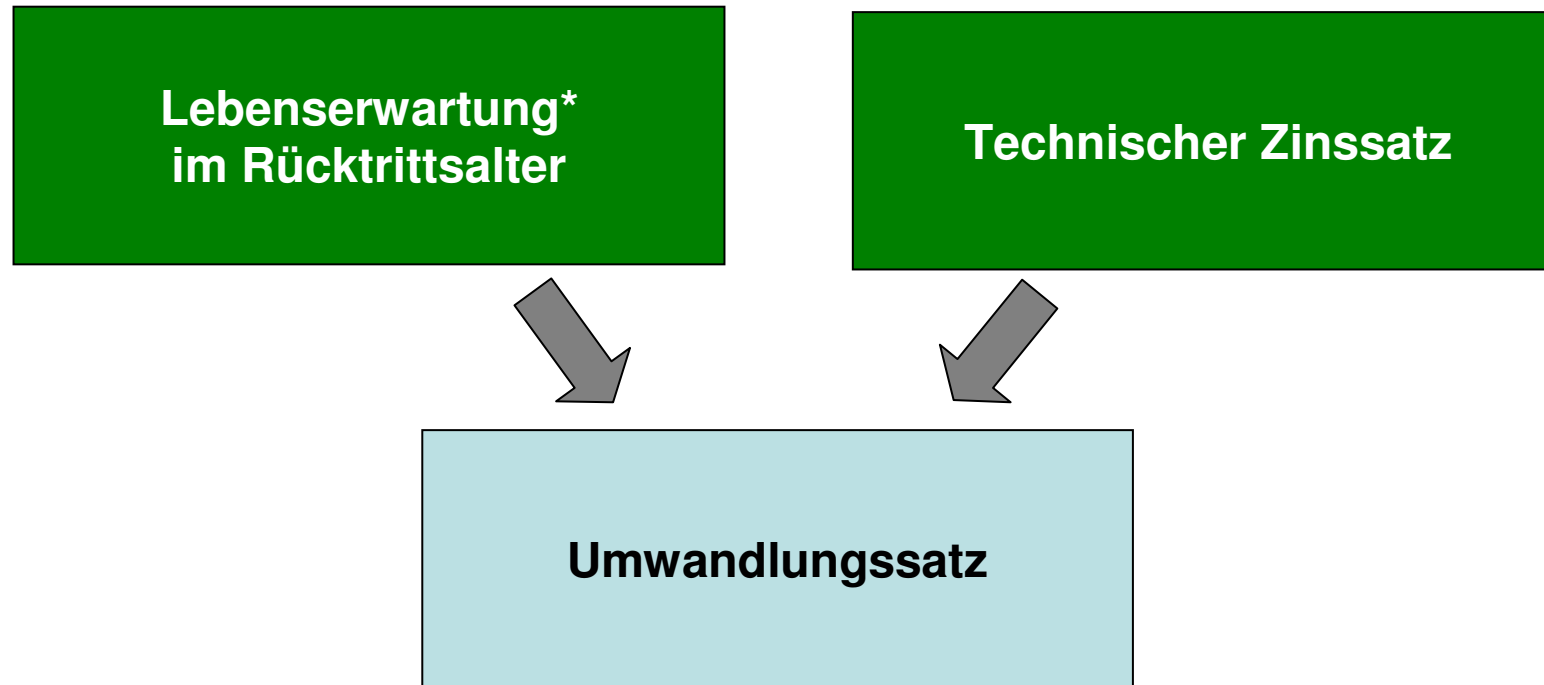 Lebenserwartung*
im Rücktrittsalter
Technischer Zinssatz
Umwandlungssatz